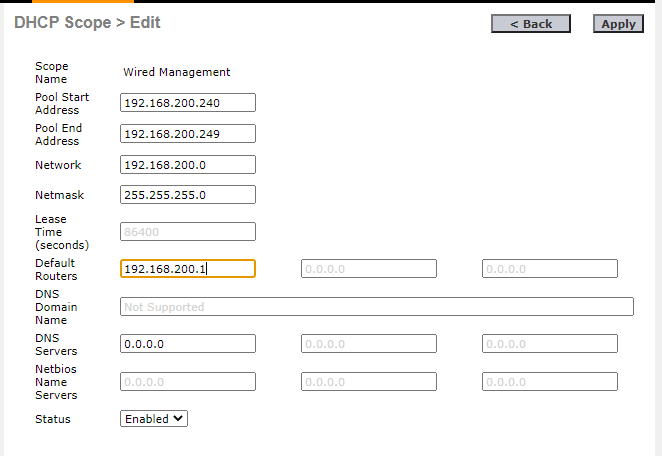 DHCP Scope > Edit
< Back
Apply
Scope
Name
Wired Management
Pool Start
Address
192.168.200.240
Pool End
Address
192.168.200.249
Network
192.168.200.0
Netmask
255.255.255.0
Lease
Time
(seconds)
86400
Default
Routers
192.168.200.1
0.0.0.0
0.0.0.0
DNS
Domain
Name
Not Supported
DNS
Servers
0.0.0.0
0.0.0.0
0.0.0.0
Netbios
Name
Servers
0.0.0.0
0.0.0.0
0.0.0.0
Status
Enabled